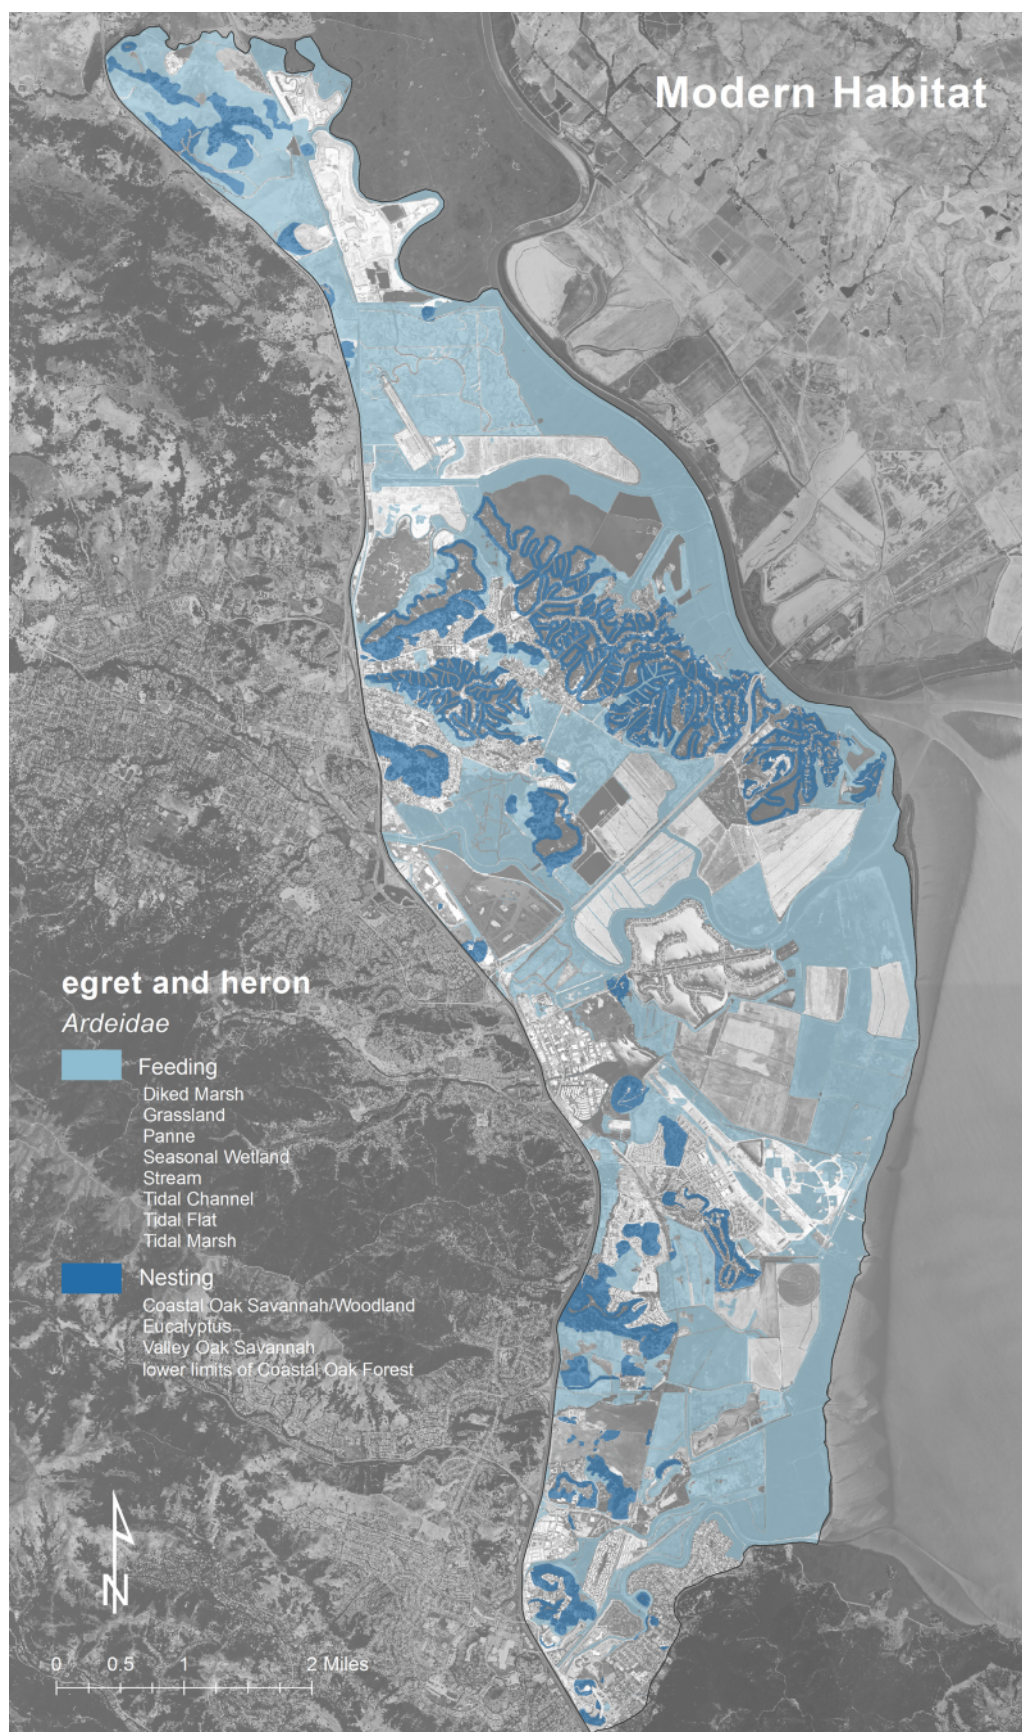 Modern Habitat
egret and heron
Ardeidae
Feeding
Diked Marsh
Grassland
Panne
Seasonal Wetland
Stream
Tidal Channel
Tidal Flat
Tidal Marsh
Nesting
Coastal Oak Savannah/Woodland
Eucalyptus
Valley Oak Savannah
lower limits of Coastal Oak Forest
N
0 0.5 1 2 Miles